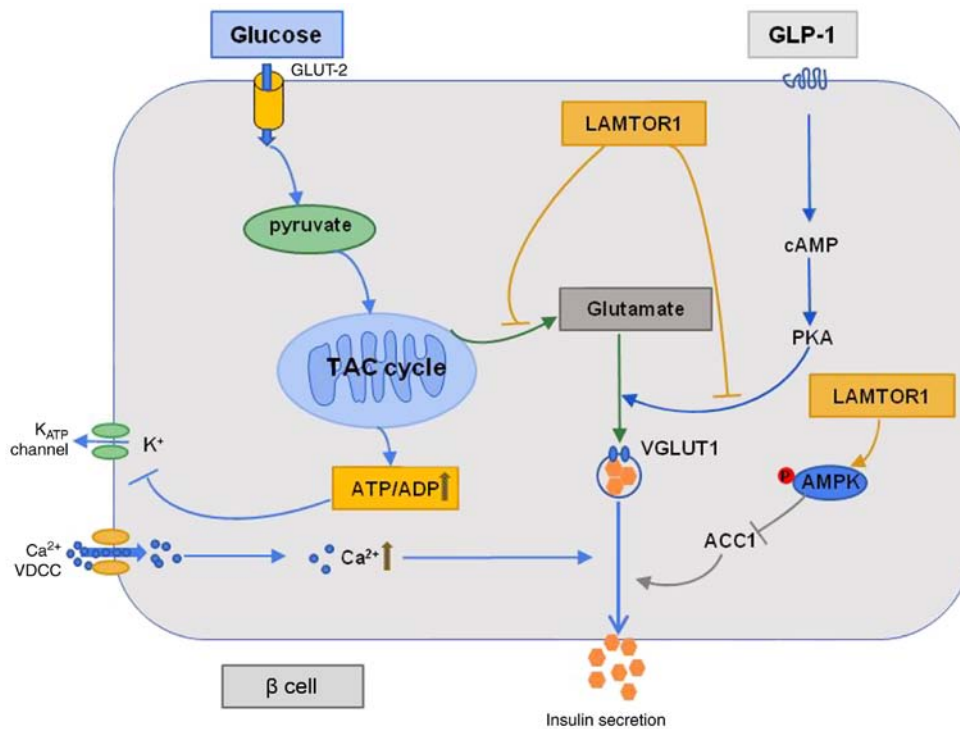 Glucose
GLP-1
GLUT-2
LAMTOR1
pyruvate
cAMP
Glutamate
PKA
TAC cycle
LAMTOR1
K_ATP
channel
K⁺
VGLUT1
P
AMPK
ATP/ADP
ACC1
Ca²⁺
VDCC
Ca²⁺
β cell
Insulin secretion